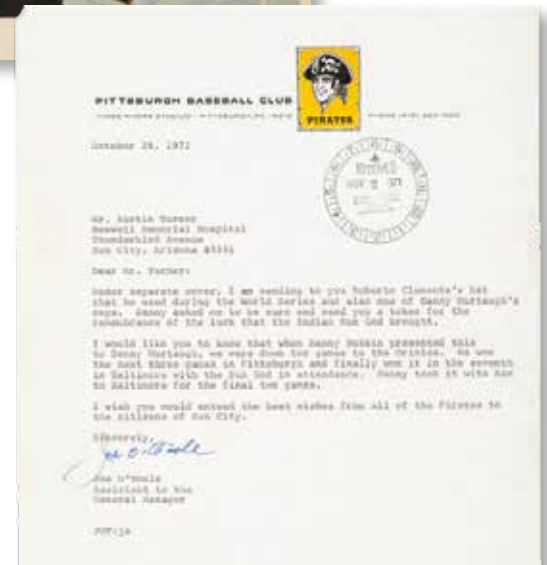 PITTSBURGH BASEBALL CLUB
PIRATES
October 28, 1971
RECEIVED
NOV
Mr. Austin Turner
Boswell Memorial Hospital
Thunderbird Avenue
Sun City, Arizona 85351
Dear Mr. Turner:
Under separate cover, I am sending to you Roberto Clemente's bat
that he used during the World Series and also one of Danny Murtaugh's
caps. Danny asked me to be sure and send you a token for the
remembrance of the luck that the Indian Sun God brought.
I would like you to know that when Danny presented this
to Danny Murtaugh, we were down two games to the Orioles. We won
the next three games in Pittsburgh and finally won it in the seventh
in Baltimore with the Sun God in attendance. Danny took it with him
to Baltimore for the final two games.
I wish you would extend the best wishes from all of the Pirates to
the citizens of Sun City.
Sincerely,
Joe O'Toole
Joe O'Toole
Assistant to the
General Manager